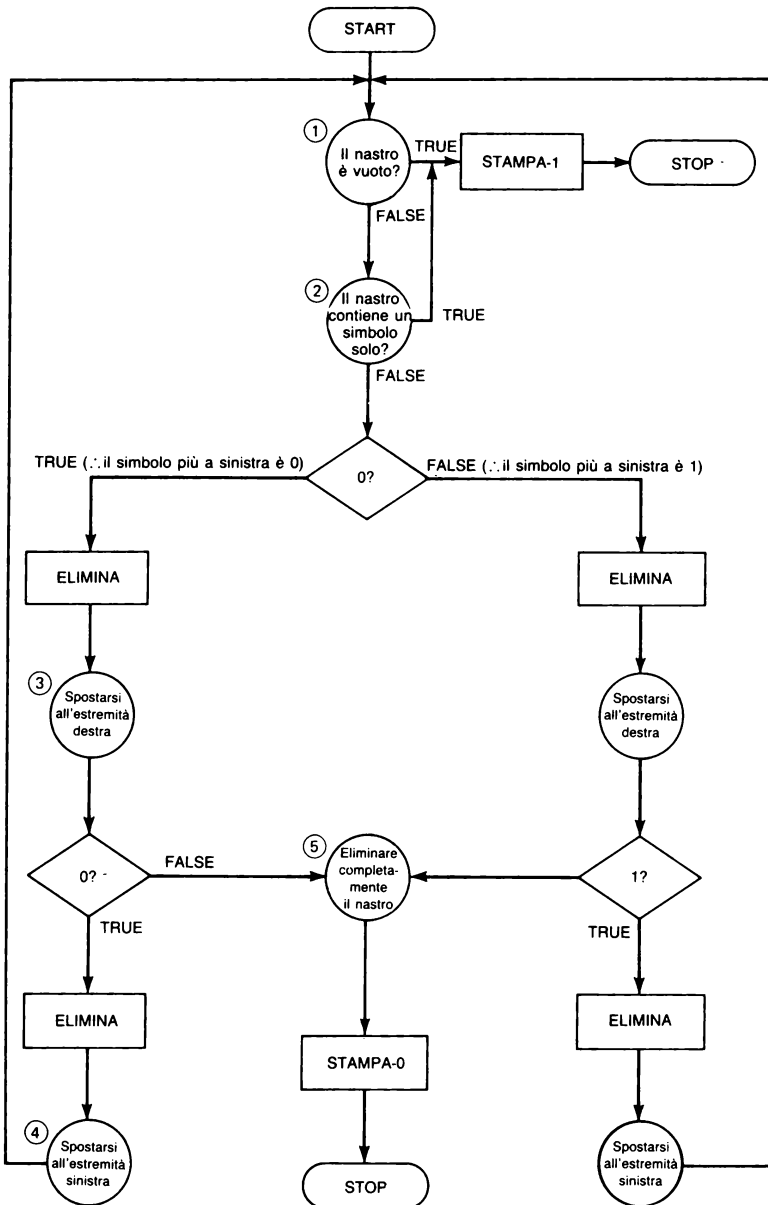 START
1
Il nastro
è vuoto?
TRUE
STAMPA-1
STOP
FALSE
2
Il nastro
contiene un
simbolo
solo?
TRUE
FALSE
TRUE (∴il simbolo più a sinistra è 0)
0?
FALSE (∴il simbolo più a sinistra è 1)
ELIMINA
ELIMINA
3
Spostarsi
all'estremità
destra
Spostarsi
all'estremità
destra
0?
FALSE
5
Eliminare
completa-
mente
il nastro
1?
TRUE
TRUE
ELIMINA
STAMPA-0
ELIMINA
4
Spostarsi
all'estremità
sinistra
STOP
Spostarsi
all'estremità
sinistra